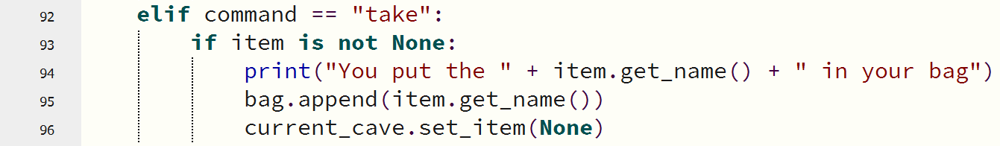 92 elif command == "take":
93 if item is not None:
94 print("You put the " + item.get_name() + " in your bag")
95 bag.append(item.get_name())
96 current_cave.set_item(None)